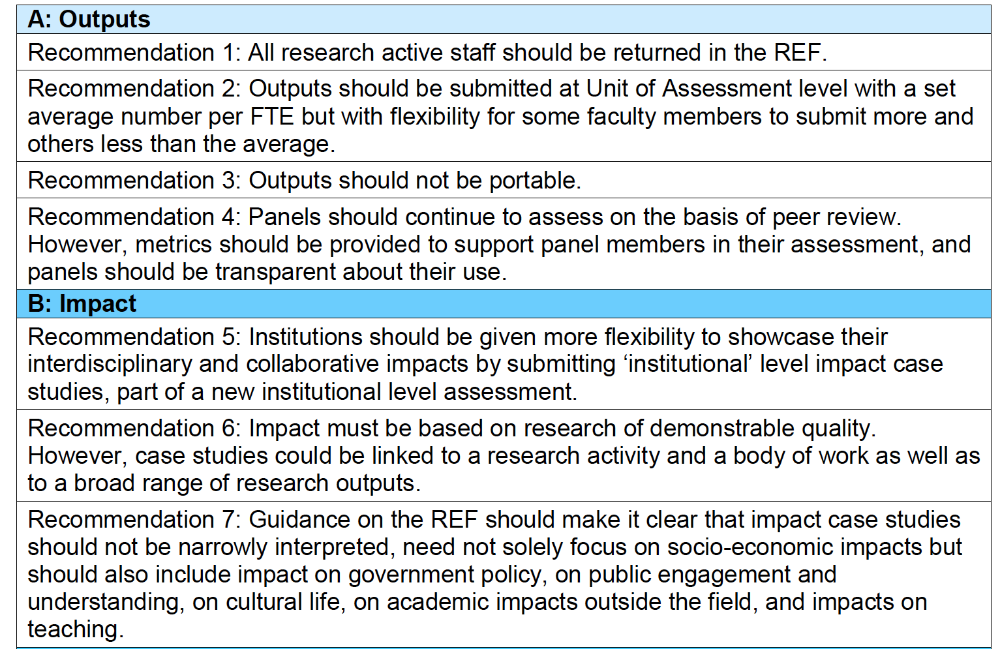 A: Outputs
Recommendation 1: All research active staff should be returned in the REF.
Recommendation 2: Outputs should be submitted at Unit of Assessment level with a set
average number per FTE but with flexibility for some faculty members to submit more and
others less than the average.
Recommendation 3: Outputs should not be portable.
Recommendation 4: Panels should continue to assess on the basis of peer review.
However, metrics should be provided to support panel members in their assessment, and
panels should be transparent about their use.
B: Impact
Recommendation 5: Institutions should be given more flexibility to showcase their
interdisciplinary and collaborative impacts by submitting ‘institutional’ level impact case
studies, part of a new institutional level assessment.
Recommendation 6: Impact must be based on research of demonstrable quality.
However, case studies could be linked to a research activity and a body of work as well as
to a broad range of research outputs.
Recommendation 7: Guidance on the REF should make it clear that impact case studies
should not be narrowly interpreted, need not solely focus on socio-economic impacts but
should also include impact on government policy, on public engagement and
understanding, on cultural life, on academic impacts outside the field, and impacts on
teaching.